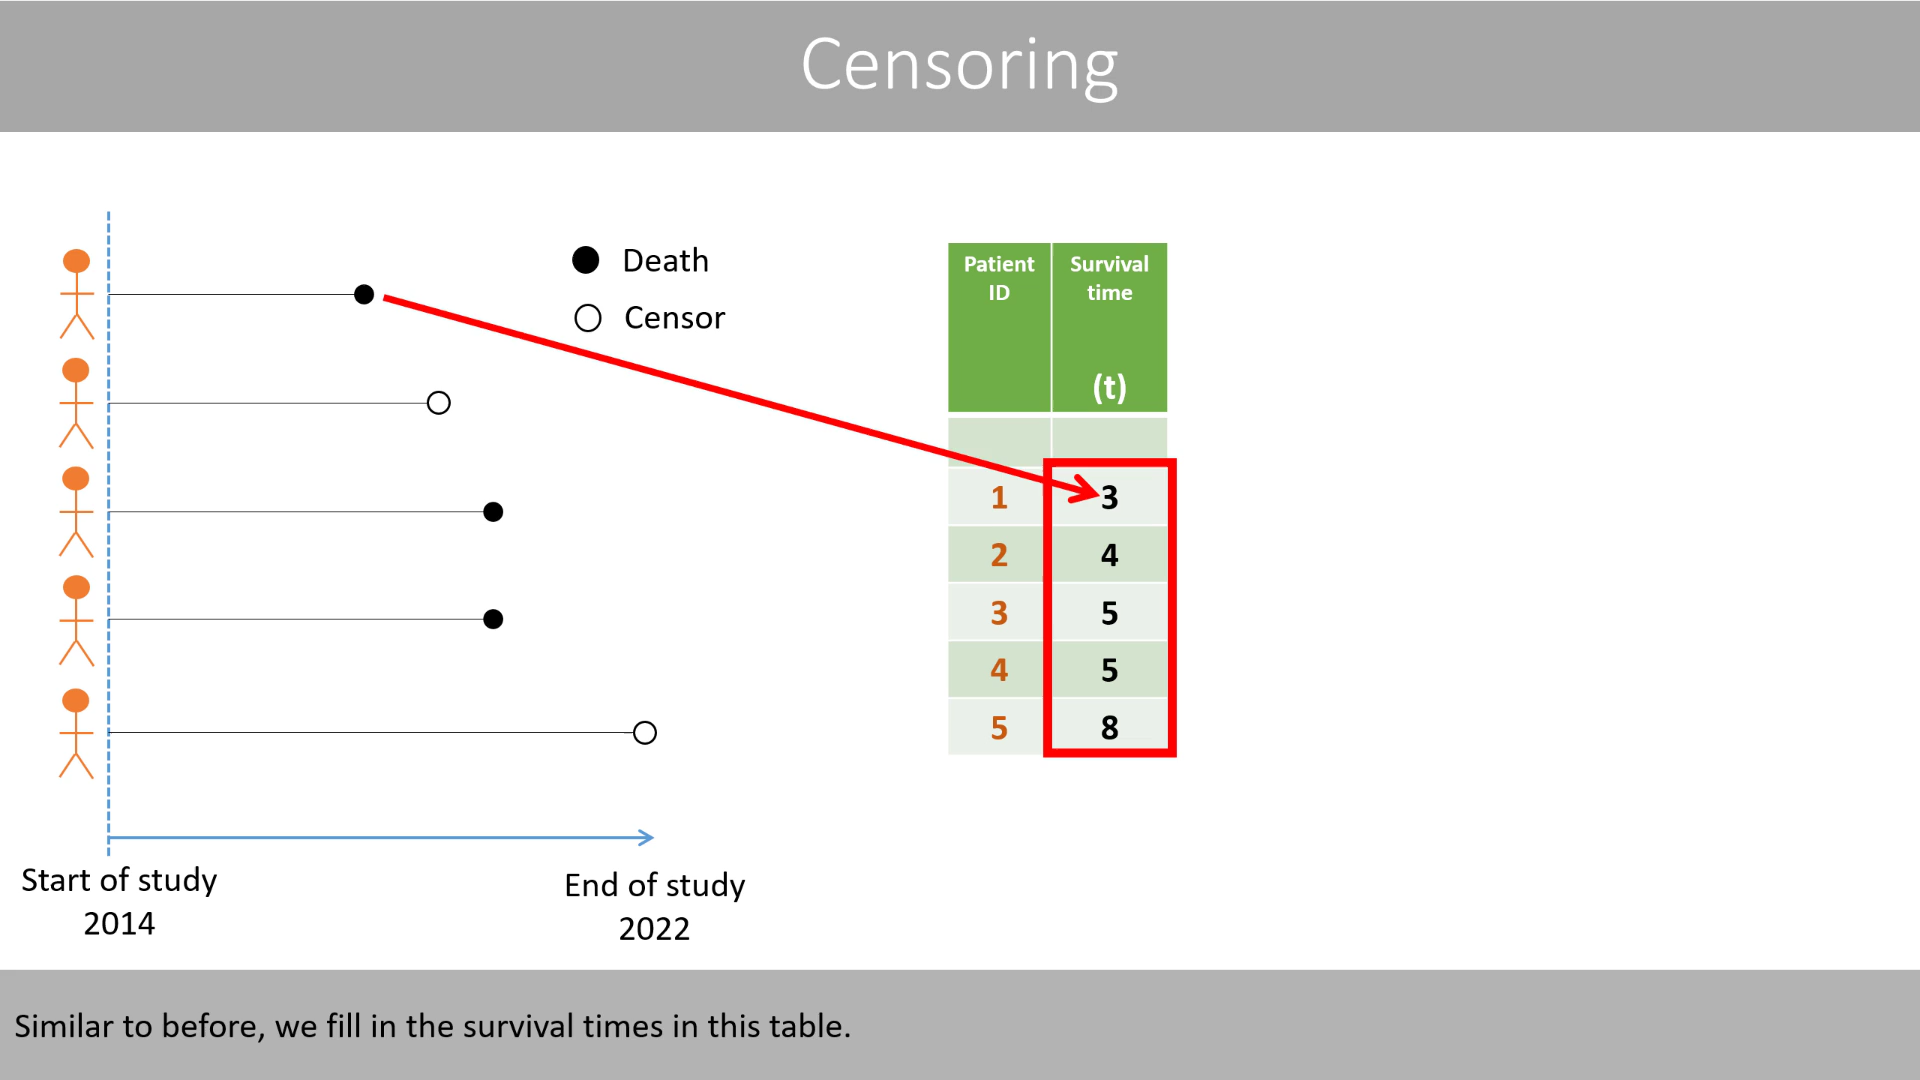 Censoring
Death
Censor
Start of study
2014
End of study
2022
Patient ID
Survival time
(t)
1 3
2 4
3 5
4 5
5 8
Similar to before, we fill in the survival times in this table.